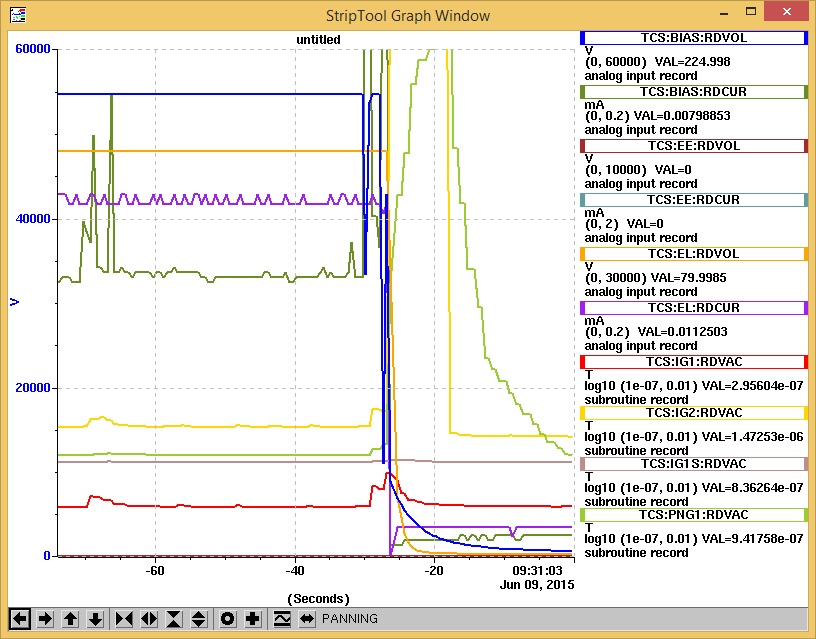 StripTool Graph Window
untitled
60000
40000
V
20000
0
-60
-40
-20
09:31:03
Jun 09, 2015
(Seconds)
TCS:BIAS:RDVOL
V
(0, 60000) VAL=224.998
analog input record
TCS:BIAS:RDCUR
mA
(0, 0.2) VAL=0.00798853
analog input record
TCS:EE:RDVOL
V
(0, 10000) VAL=0
analog input record
TCS:EE:RDCUR
mA
(0, 2) VAL=0
analog input record
TCS:EL:RDVOL
V
(0, 30000) VAL=79.9985
analog input record
TCS:EL:RDCUR
mA
(0, 0.2) VAL=0.0112503
analog input record
TCS:IG1:RDVAC
T
log10 (1e-07, 0.01) VAL=2.95604e-07
subroutine record
TCS:IG2:RDVAC
T
log10 (1e-07, 0.01) VAL=1.47253e-06
subroutine record
TCS:IG1S:RDVAC
T
log10 (1e-07, 0.01) VAL=8.36264e-07
subroutine record
TCS:PNG1:RDVAC
T
log10 (1e-07, 0.01) VAL=9.41758e-07
subroutine record
PANNING